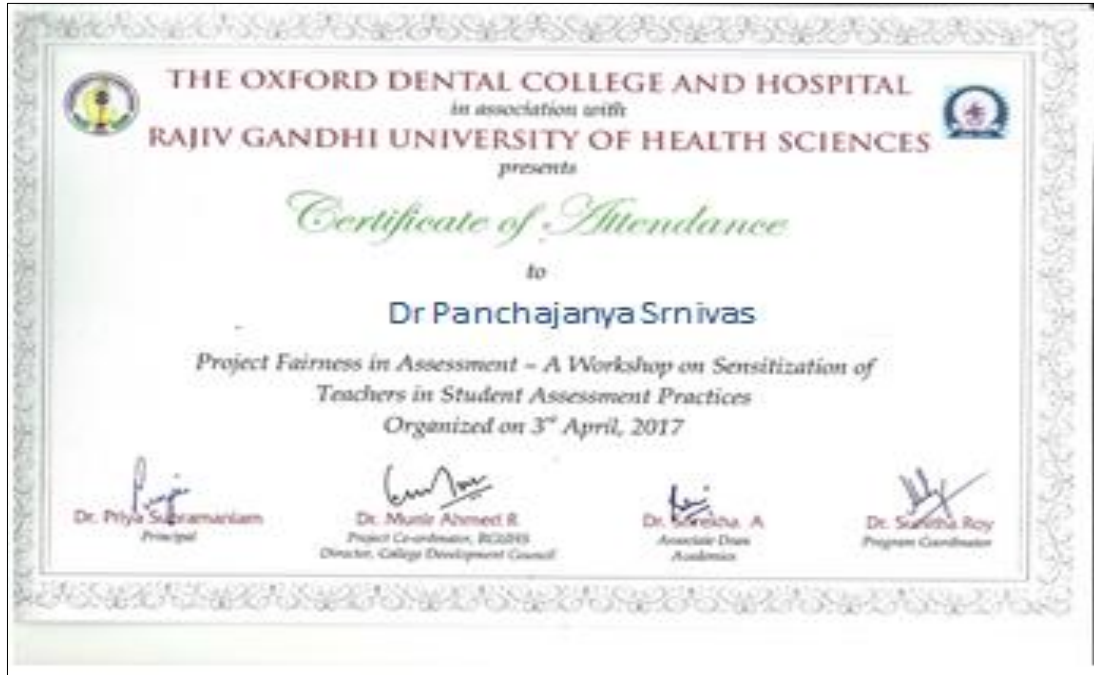 THE OXFORD DENTAL COLLEGE AND HOSPITAL
in association with
RAJIV GANDHI UNIVERSITY OF HEALTH SCIENCES
presents
Certificate of Attendance
to
Dr Panchajanya Srnivas
Project Fairness in Assessment – A Workshop on Sensitization of
Teachers in Student Assessment Practices
Organized on 3rd April, 2017
Dr. Priya Subramaniam
Principal
Dr. Munir Ahmed R
Project Co-ordinator, RGUHS
Director, College Development Council
Dr. Surekha. A
Associate Dean
Academics
Dr. Sunitha Roy
Program Coordinator